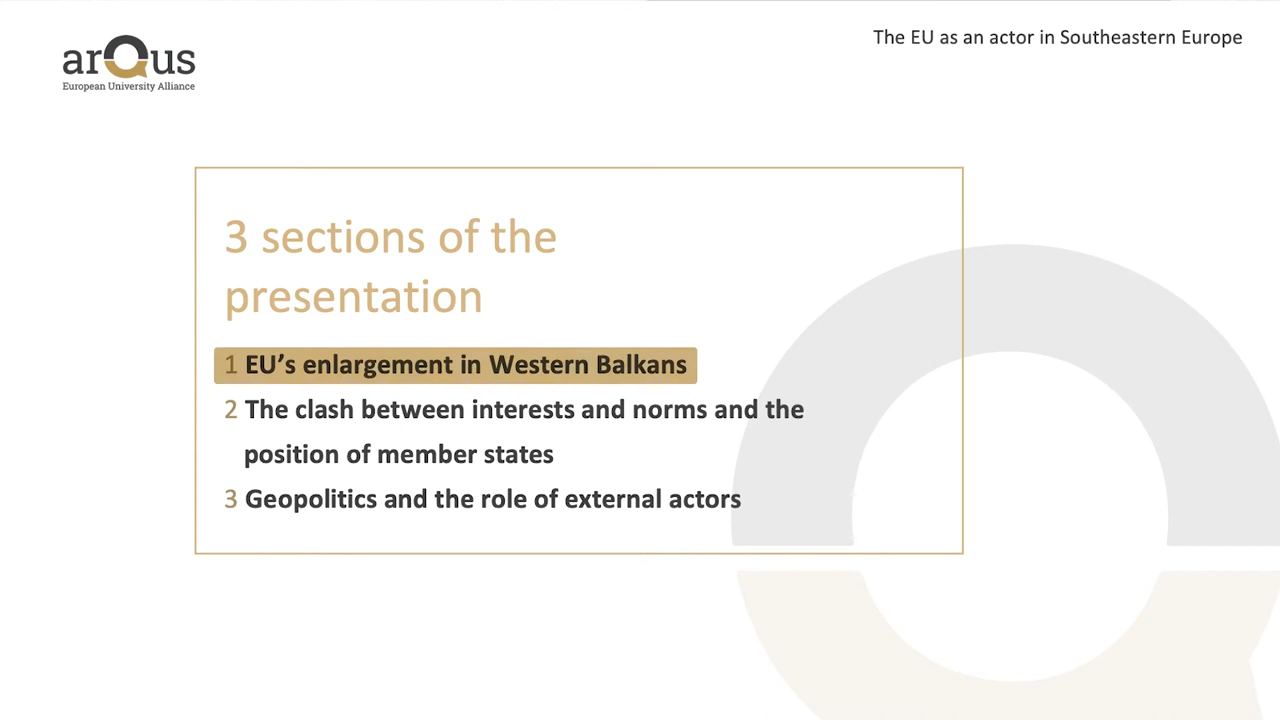 arQus
European University Alliance
The EU as an actor in Southeastern Europe
3 sections of the
presentation
1 EU’s enlargement in Western Balkans
2 The clash between interests and norms and the
position of member states
3 Geopolitics and the role of external actors